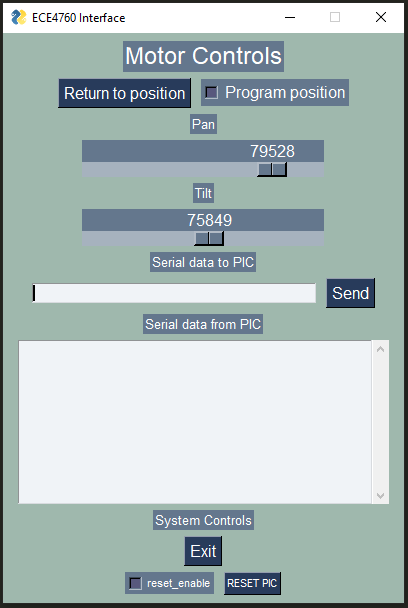 ECE4760 Interface
Motor Controls
Return to position
Program position
Pan
79528
Tilt
75849
Serial data to PIC
Send
Serial data from PIC
System Controls
Exit
reset_enable
RESET PIC